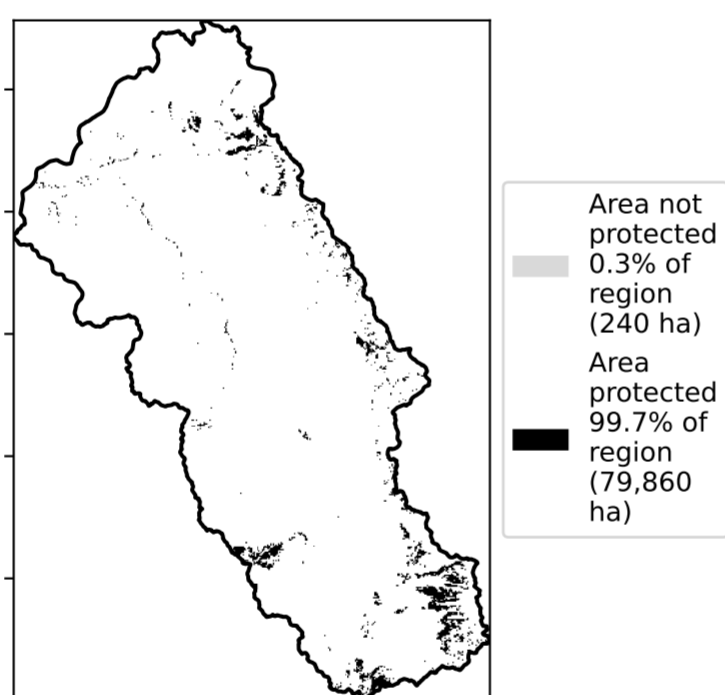 Area not
protected
0.3% of
region
(240 ha)
Area
protected
99.7% of
region
(79,860
ha)